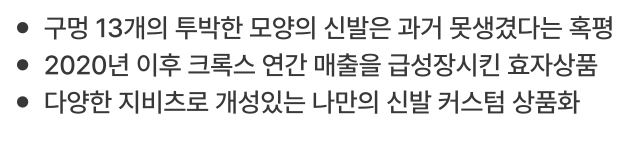 • 구멍 13개의 투박한 모양의 신발은 과거 못생겼다는 혹평
• 2020년 이후 크록스 연간 매출을 급성장시킨 효자상품
• 다양한 지비츠로 개성있는 나만의 신발 커스텀 상품화